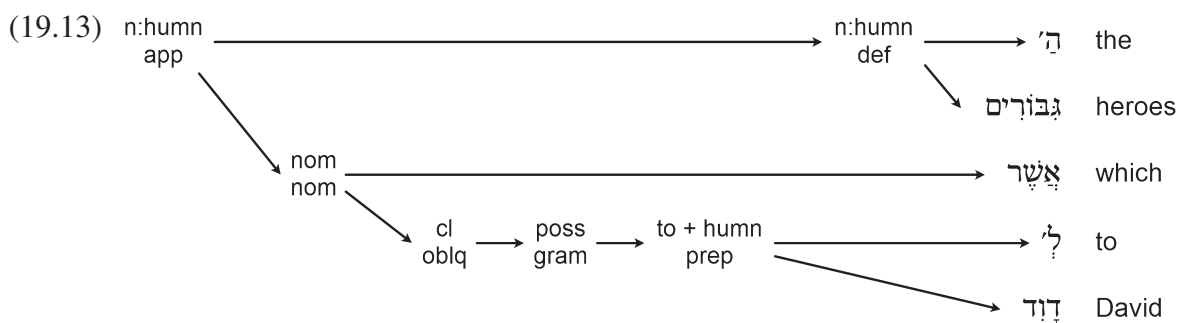 (19.13) n:humn app n:humn def הַ׳ the
גִּבּוֹרִים heroes
nom nom אֲשֶׁר which
cl oblq poss gram to + humn prep לְ׳ to
דָוִד David